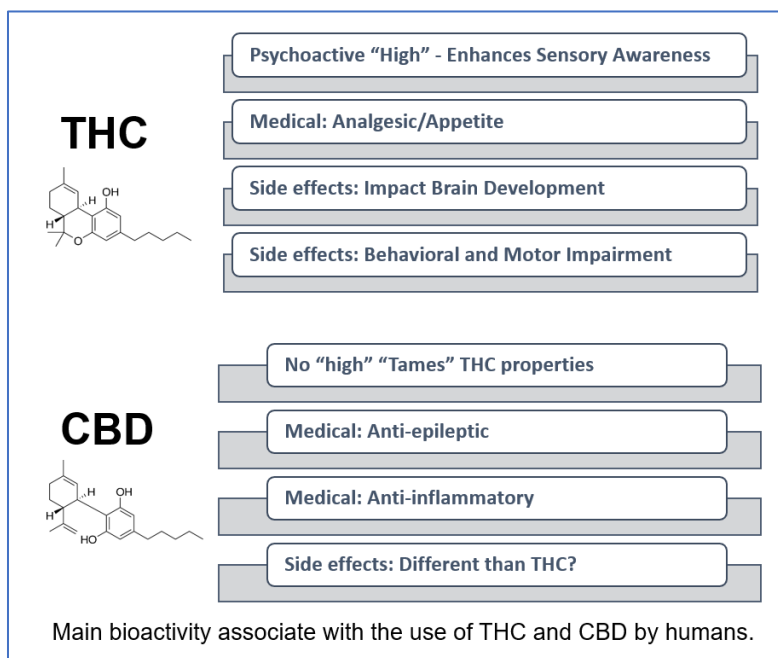 Psychoactive “High” - Enhances Sensory Awareness
THC
Medical: Analgesic/Appetite
Side effects: Impact Brain Development
Side effects: Behavioral and Motor Impairment
OH
H
H
O
No “high” “Tames” THC properties
CBD
Medical: Anti-epileptic
Medical: Anti-inflammatory
Side effects: Different than THC?
H
OH
H
HO
Main bioactivity associate with the use of THC and CBD by humans.